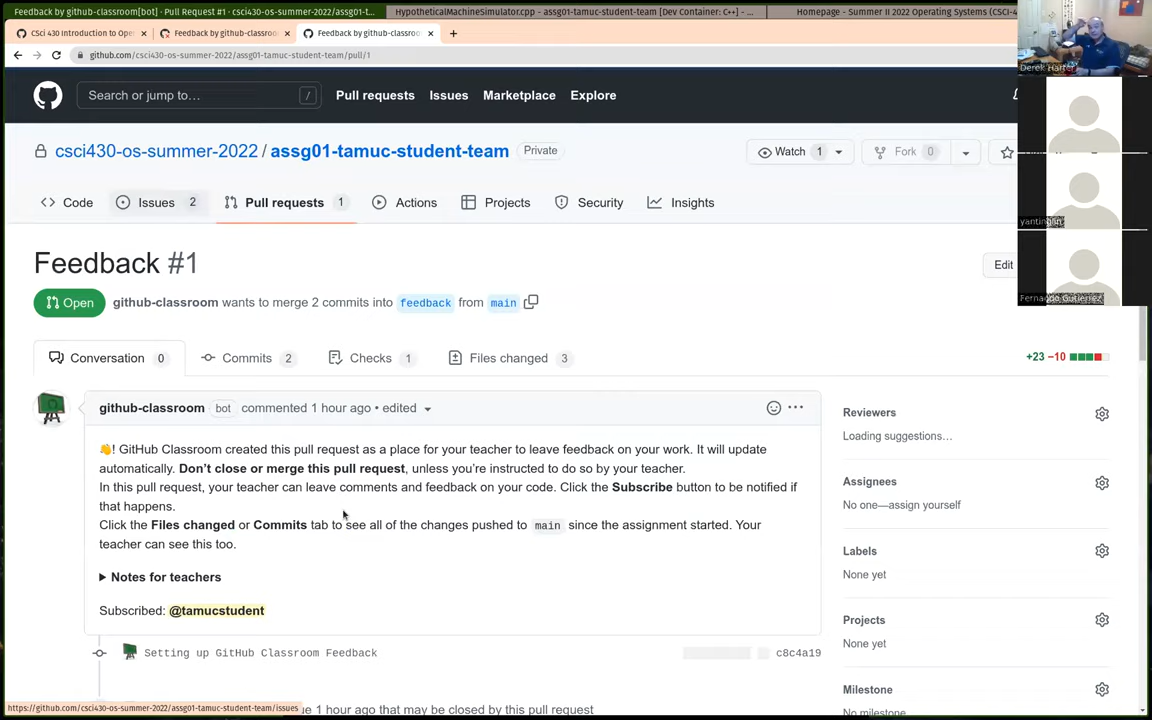 Feedback by github-classroom[bot] · Pull Request #1 · csci430-os-summer-2022/assg01-t...
HypotheticalMachineSimulator.cpp - assg01-tamuc-student-team [Dev Container: C++] - ...
Homepage - Summer II 2022 Operating Systems (CSCI-4
CSci 430 Introduction to Ope
Feedback by github-classroo
Feedback by github-classroo
github.com/csci430-os-summer-2022/assg01-tamuc-student-team/pull/1
Derek Harter
Search or jump to...
/
Pull requests
Issues
Marketplace
Explore
csci430-os-summer-2022 / assg01-tamuc-student-team
Private
Watch 1
Fork 0
Code
Issues 2
Pull requests 1
Actions
Projects
Security
Insights
Feedback #1
Edit
Fernando Gutierrez
Open
github-classroom wants to merge 2 commits into feedback from main
Conversation 0
Commits 2
Checks 1
Files changed 3
+23 −10
github-classroom bot commented 1 hour ago • edited
👋! GitHub Classroom created this pull request as a place for your teacher to leave feedback on your work. It will update
automatically. Don't close or merge this pull request, unless you're instructed to do so by your teacher.
In this pull request, your teacher can leave comments and feedback on your code. Click the Subscribe button to be notified if
that happens.
Click the Files changed or Commits tab to see all of the changes pushed to main since the assignment started. Your
teacher can see this too.
Notes for teachers
Subscribed: @tamucstudent
Setting up GitHub Classroom Feedback
c8c4a19
Reviewers
Loading suggestions…
Assignees
No one—assign yourself
Labels
None yet
Projects
None yet
Milestone
No milestone
https://github.com/csci430-os-summer-2022/assg01-tamuc-student-team/issues
ue 1 hour ago that may be closed by this pull request